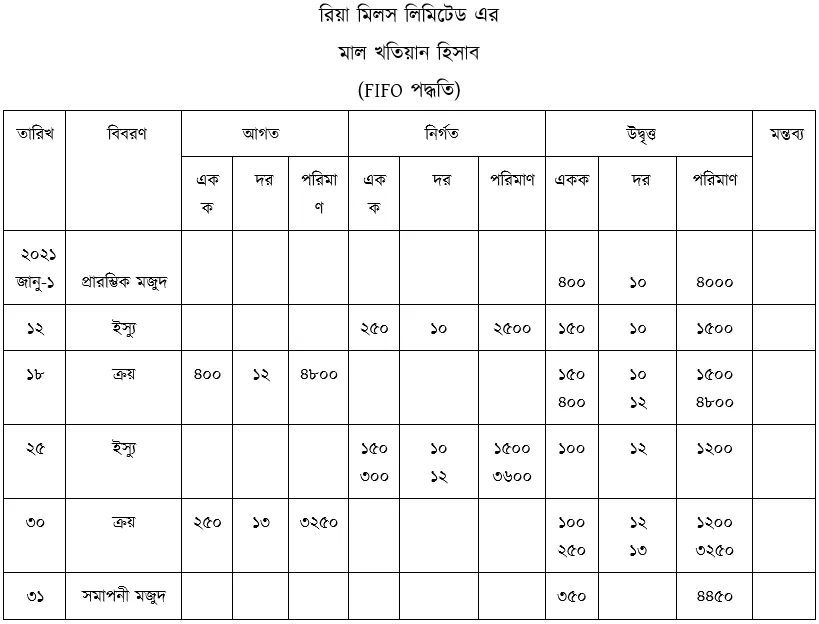 রিয়া মিলস লিমিটেড এর
মাল খতিয়ান হিসাব
(FIFO পদ্ধতি)
তারিখ বিবরণ আগত নির্গত উদ্বৃত্ত মন্তব্য
এক দর পরিমা এক দর পরিমাণ একক দর পরিমাণ
ক ণ ক
২০২১
জানু-১ প্রারম্ভিক মজুদ ৪০০ ১০ ৪০০০
১২ ইস্যু ২৫০ ১০ ২৫০০ ১৫০ ১০ ১৫০০
১৮ ক্রয় ৪০০ ১২ ৪৮০০ ১৫০ ১০ ১৫০০
৪০০ ১২ ৪৮০০
২৫ ইস্যু ১৫০ ১০ ১৫০০ ১০০ ১২ ১২০০
৩০০ ১২ ৩৬০০
৩০ ক্রয় ২৫০ ১৩ ৩২৫০ ১০০ ১২ ১২০০
২৫০ ১৩ ৩২৫০
৩১ সমাপনী মজুদ ৩৫০ ৪৪৫০